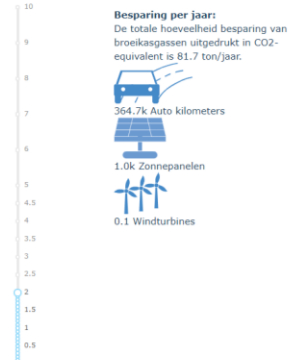 10
9
8
7
6
5
4.5
4
3.5
3
2.5
2
1.5
1
0.5
Besparing per jaar:
De totale hoeveelheid besparing van
broeikasgassen uitgedrukt in CO2-
equivalent is 81.7 ton/jaar.
364.7k Auto kilometers
1.0k Zonnepanelen
0.1 Windturbines